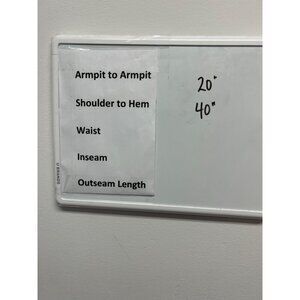 Armpit to Armpit 20"
Shoulder to Hem 40"
Waist
Inseam
Outseam Length